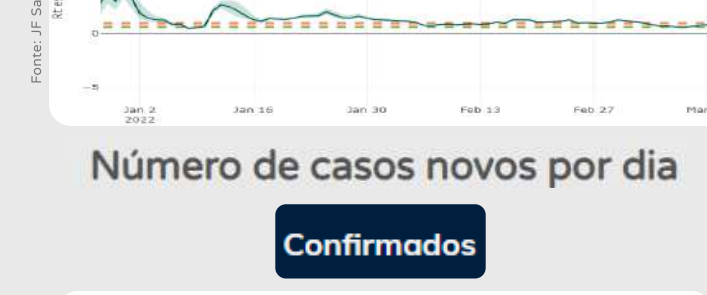 Fonte: JF Sa
Rt e
0
−5
Jan 2
2022
Jan 16
Jan 30
Feb 13
Feb 27
Mar
Número de casos novos por dia
Confirmados